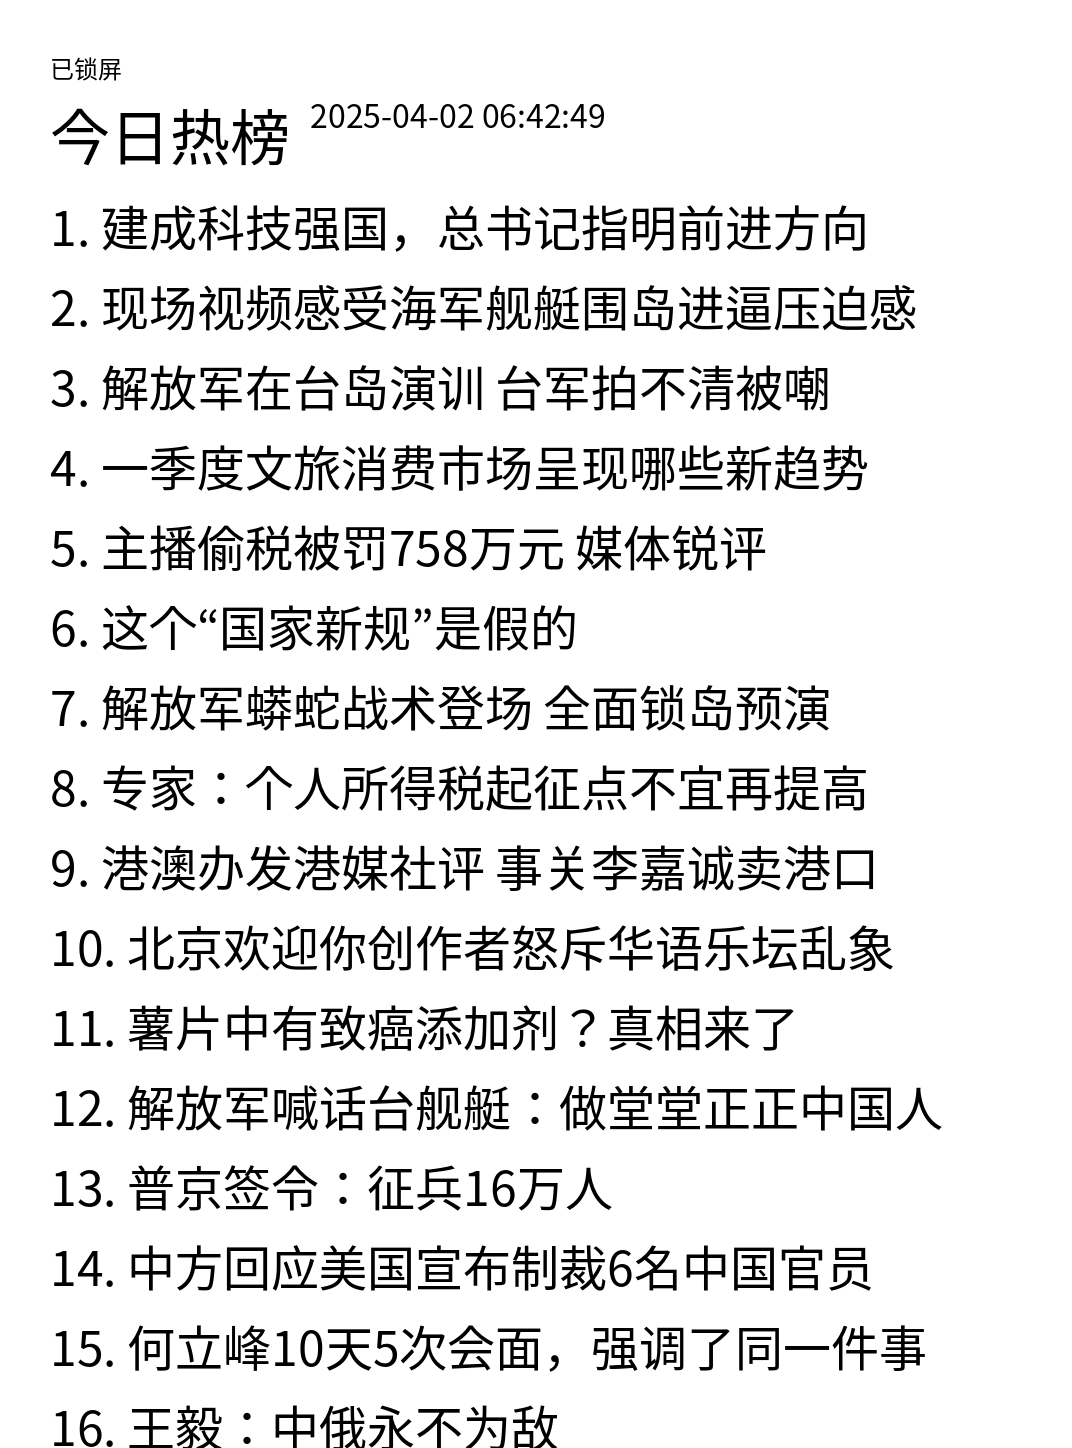 已锁屏
今日热榜 2025-04-02 06:42:49
1. 建成科技强国，总书记指明前进方向
2. 现场视频感受海军舰艇围岛进逼压迫感
3. 解放军在台岛演训 台军拍不清被嘲
4. 一季度文旅消费市场呈现哪些新趋势
5. 主播偷税被罚758万元 媒体锐评
6. 这个“国家新规”是假的
7. 解放军蟒蛇战术登场 全面锁岛预演
8. 专家：个人所得税起征点不宜再提高
9. 港澳办发港媒社评 事关李嘉诚卖港口
10. 北京欢迎你创作者怒斥华语乐坛乱象
11. 薯片中有致癌添加剂？真相来了
12. 解放军喊话台舰艇：做堂堂正正中国人
13. 普京签令：征兵16万人
14. 中方回应美国宣布制裁6名中国官员
15. 何立峰10天5次会面，强调了同一件事
16. 王毅：中俄永不为敌